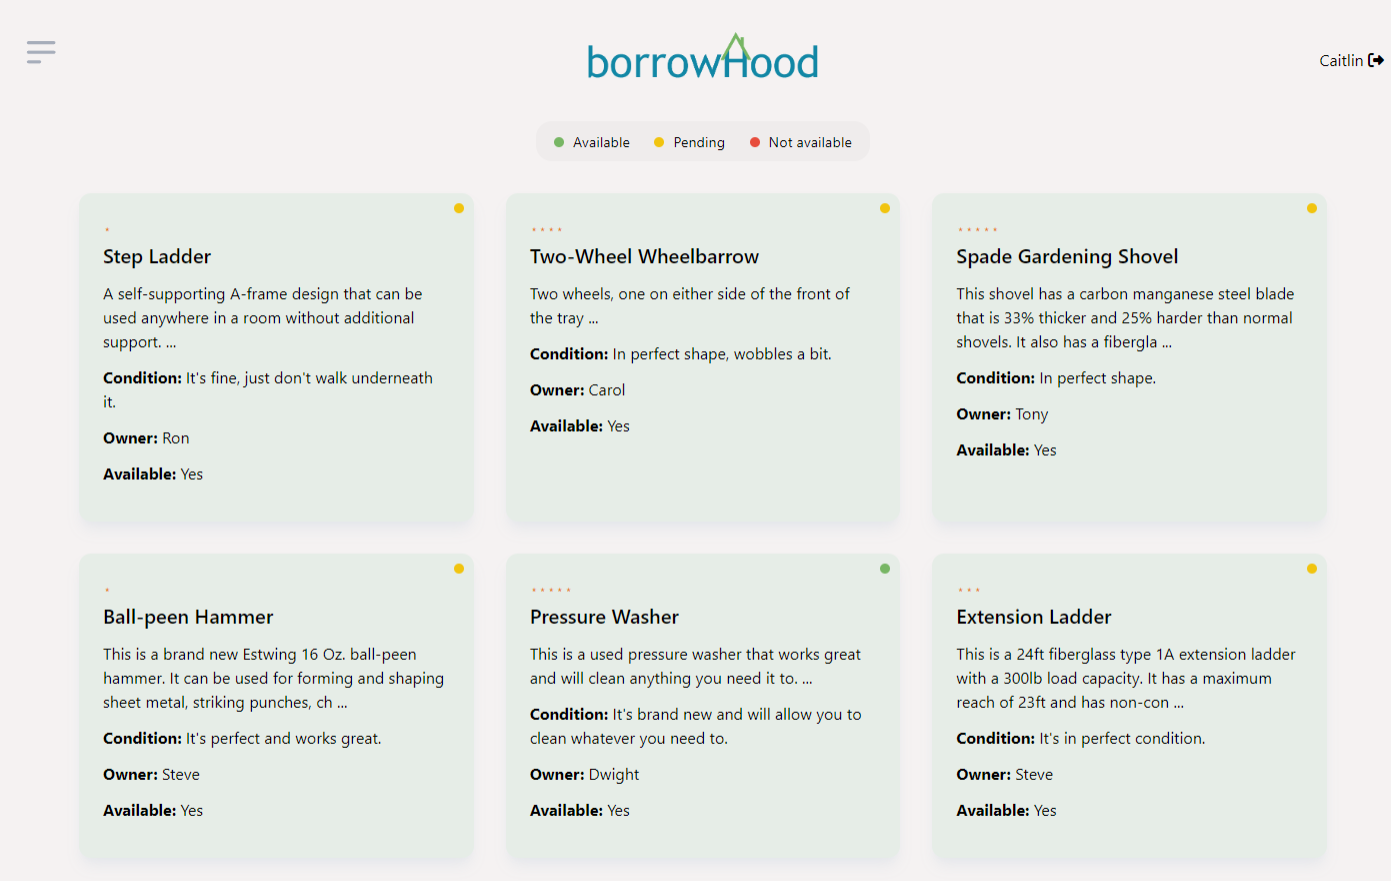 borrowHood
Caitlin
Available
Pending
Not available
Step Ladder
A self-supporting A-frame design that can be
used anywhere in a room without additional
support. ...
Condition: It's fine, just don't walk underneath
it.
Owner: Ron
Available: Yes
Two-Wheel Wheelbarrow
Two wheels, one on either side of the front of
the tray ...
Condition: In perfect shape, wobbles a bit.
Owner: Carol
Available: Yes
Spade Gardening Shovel
This shovel has a carbon manganese steel blade
that is 33% thicker and 25% harder than normal
shovels. It also has a fibergla ...
Condition: In perfect shape.
Owner: Tony
Available: Yes
Ball-peen Hammer
This is a brand new Estwing 16 Oz. ball-peen
hammer. It can be used for forming and shaping
sheet metal, striking punches, ch ...
Condition: It's perfect and works great.
Owner: Steve
Available: Yes
Pressure Washer
This is a used pressure washer that works great
and will clean anything you need it to. ...
Condition: It's brand new and will allow you to
clean whatever you need to.
Owner: Dwight
Available: Yes
Extension Ladder
This is a 24ft fiberglass type 1A extension ladder
with a 300lb load capacity. It has a maximum
reach of 23ft and has non-con ...
Condition: It's in perfect condition.
Owner: Steve
Available: Yes